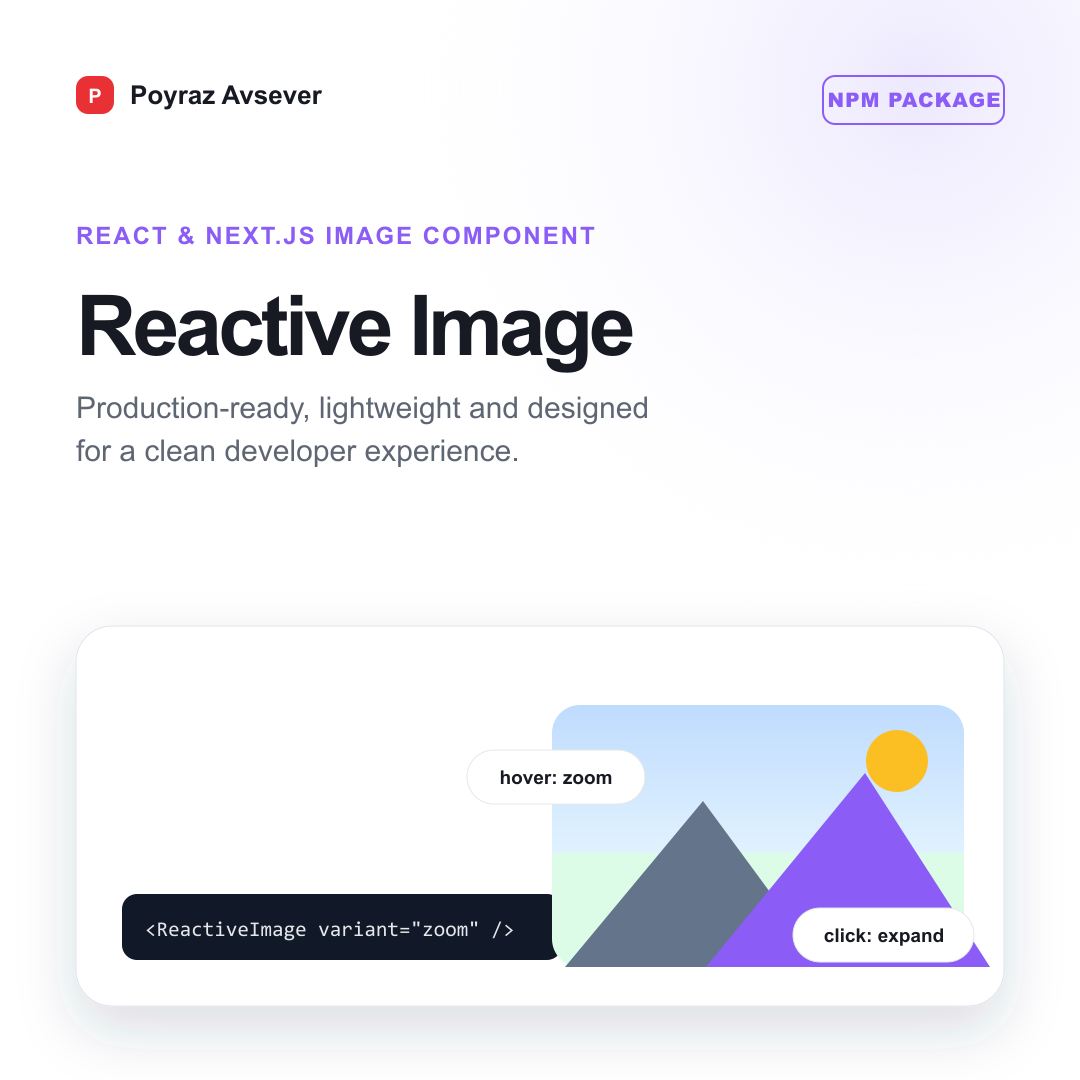 P
Poyraz Avsever
NPM PACKAGE
REACT & NEXT.JS IMAGE COMPONENT
Reactive Image
Production-ready, lightweight and designed
for a clean developer experience.
hover: zoom
<ReactiveImage variant="zoom" />
click: expand